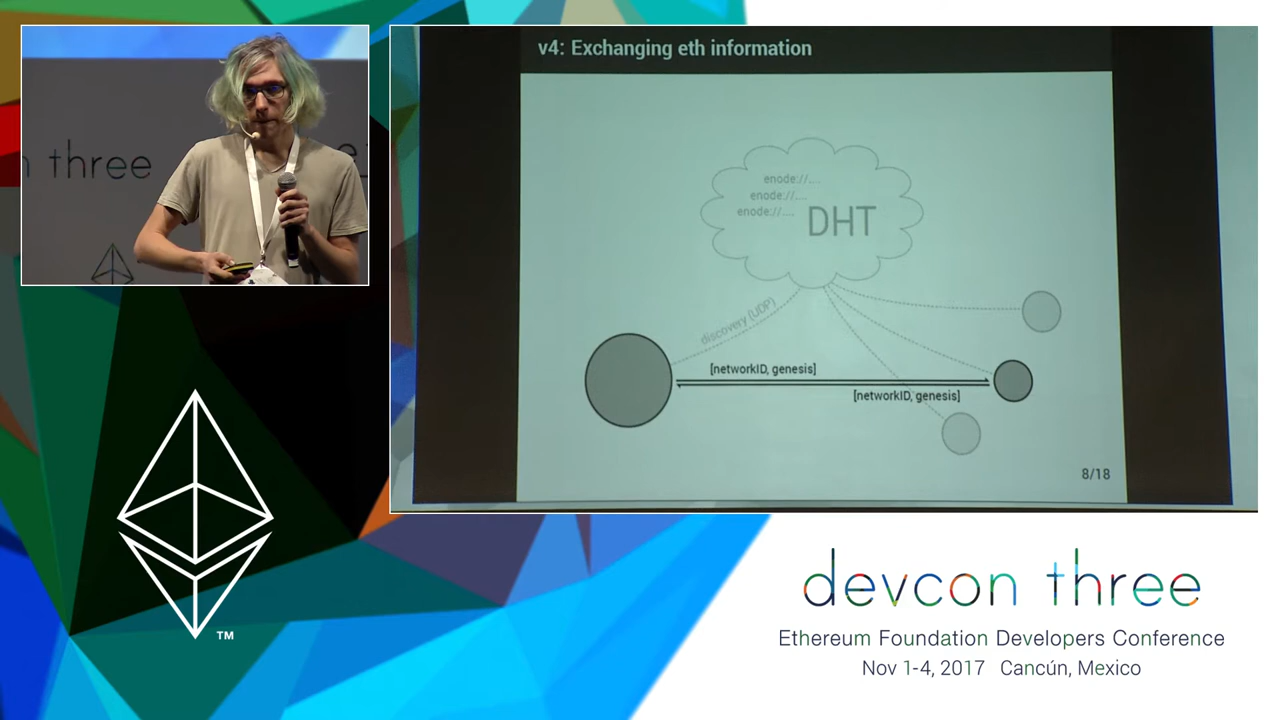 n three
v4: Exchanging eth information
enode://....
enode://....
enode://....
DHT
discovery (UDP)
[networkID, genesis]
[networkID, genesis]
8/18
TM
devcon three
Ethereum Foundation Developers Conference
Nov 1-4, 2017 Cancún, Mexico